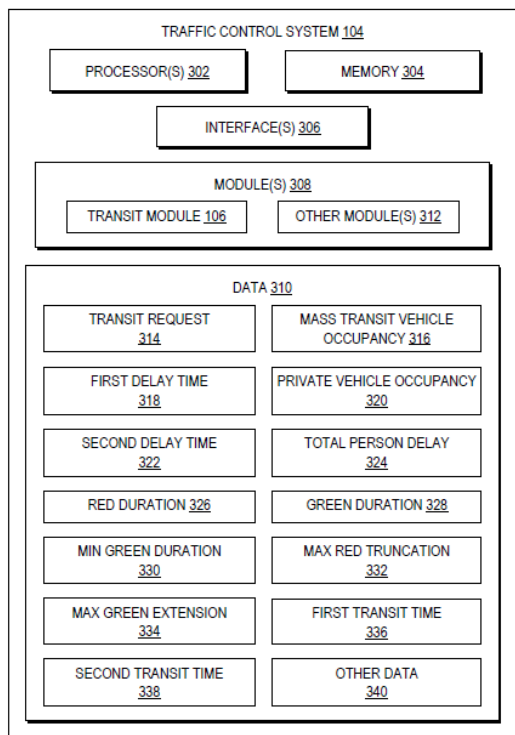 TRAFFIC CONTROL SYSTEM 104
PROCESSOR(S) 302
MEMORY 304
INTERFACE(S) 306
MODULE(S) 308
TRANSIT MODULE 106
OTHER MODULE(S) 312
DATA 310
TRANSIT REQUEST
314
MASS TRANSIT VEHICLE
OCCUPANCY 316
FIRST DELAY TIME
318
PRIVATE VEHICLE OCCUPANCY
320
SECOND DELAY TIME
322
TOTAL PERSON DELAY
324
RED DURATION 326
GREEN DURATION 328
MIN GREEN DURATION
330
MAX RED TRUNCATION
332
MAX GREEN EXTENSION
334
FIRST TRANSIT TIME
336
SECOND TRANSIT TIME
338
OTHER DATA
340